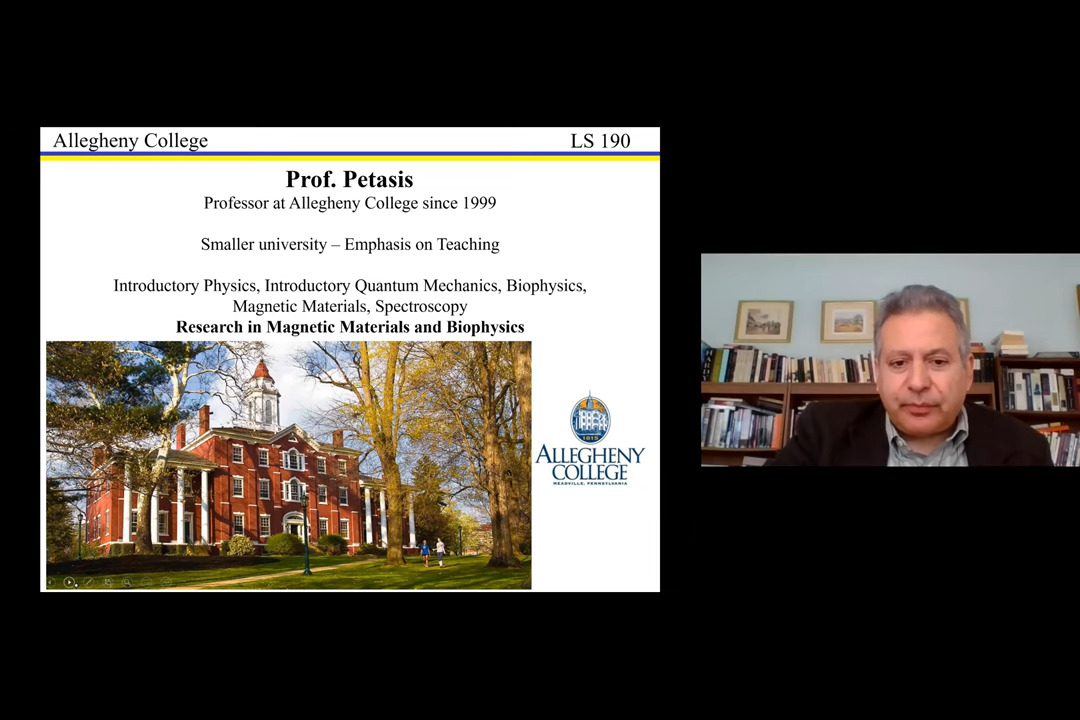 Allegheny College
LS 190
Prof. Petasis
Professor at Allegheny College since 1999
Smaller university – Emphasis on Teaching
Introductory Physics, Introductory Quantum Mechanics, Biophysics,
Magnetic Materials, Spectroscopy
Research in Magnetic Materials and Biophysics
1815
ALLEGHENY
COLLEGE
MEADVILLE, PENNSYLVANIA